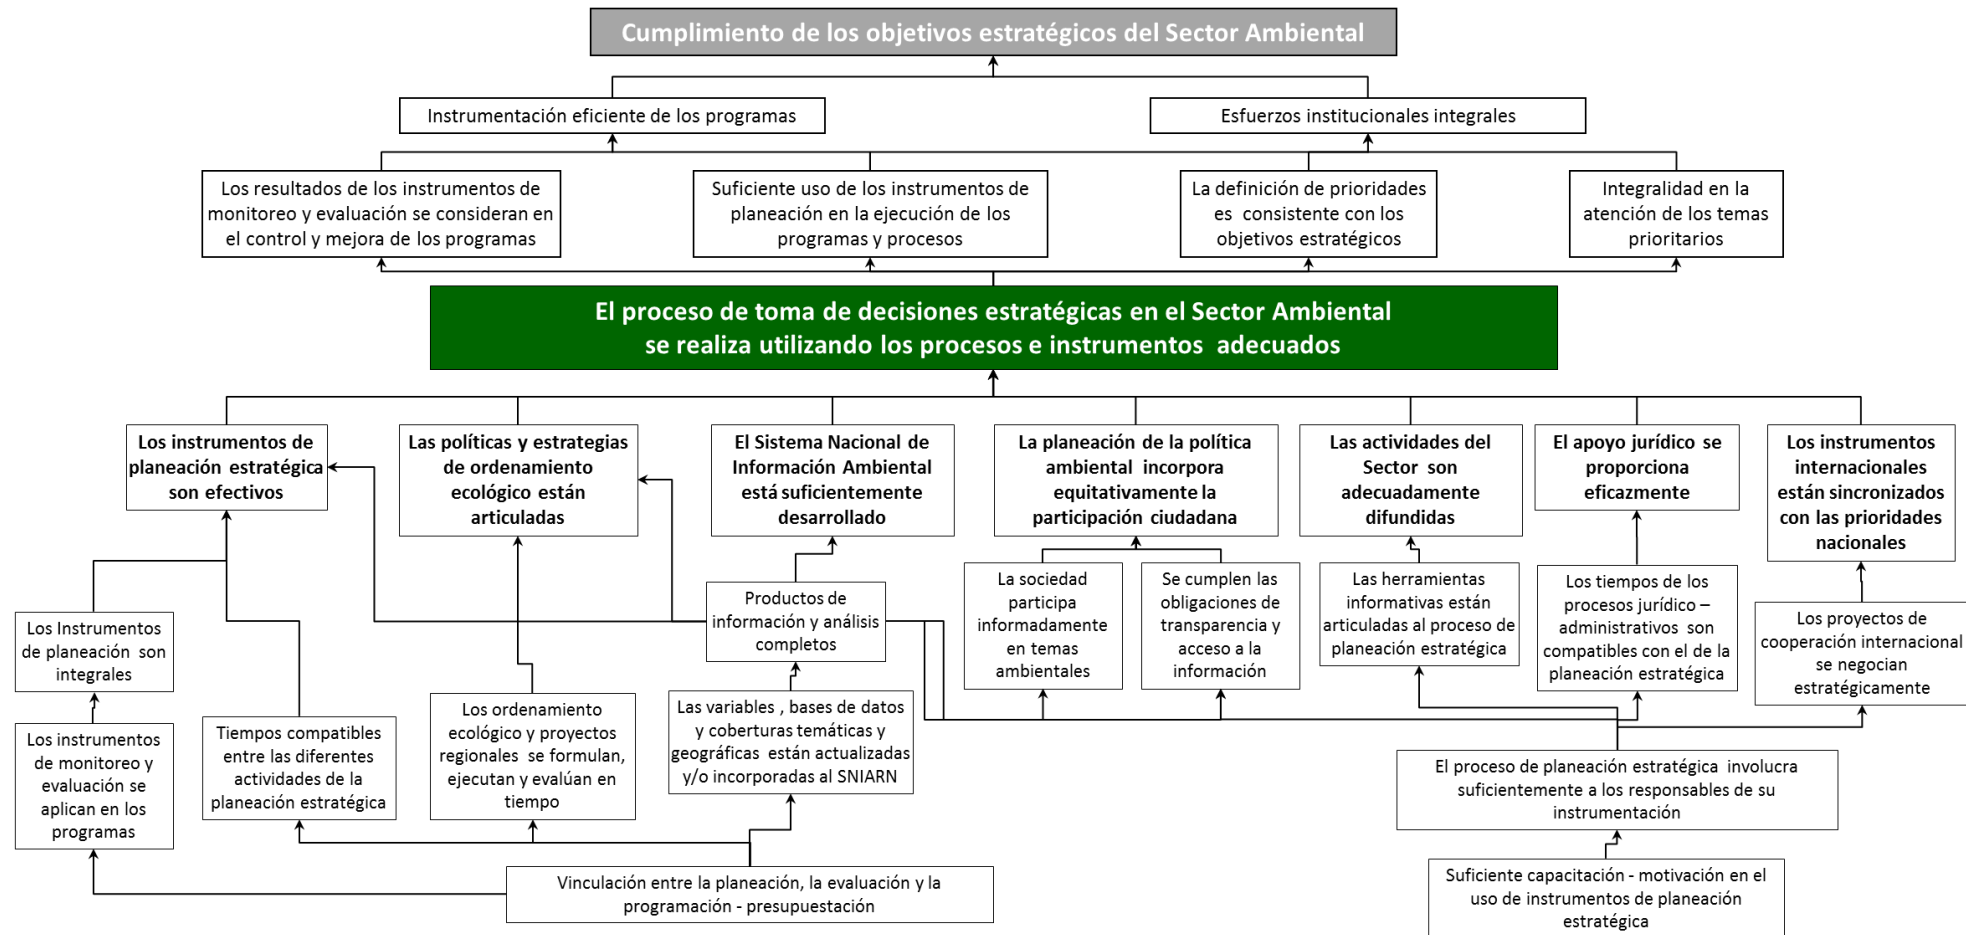 Cumplimiento de los objetivos estratégicos del Sector Ambiental
Instrumentación eficiente de los programas
Esfuerzos institucionales integrales
Los resultados de los instrumentos de
monitoreo y evaluación se consideran en
el control y mejora de los programas
Suficiente uso de los instrumentos de
planeación en la ejecución de los
programas y procesos
La definición de prioridades
es consistente con los
objetivos estratégicos
Integralidad en la
atención de los temas
prioritarios
El proceso de toma de decisiones estratégicas en el Sector Ambiental
se realiza utilizando los procesos e instrumentos adecuados
Los instrumentos de
planeación estratégica
son efectivos
Las políticas y estrategias
de ordenamiento
ecológico están
articuladas
El Sistema Nacional de
Información Ambiental
está suficientemente
desarrollado
La planeación de la política
ambiental incorpora
equitativamente la
participación ciudadana
Las actividades del
Sector son
adecuadamente
difundidas
El apoyo jurídico se
proporciona
eficazmente
Los instrumentos
internacionales
están sincronizados
con las prioridades
nacionales
Los Instrumentos
de planeación son
integrales
Productos de
información y análisis
completos
La sociedad
participa
informadamente
en temas
ambientales
Se cumplen las
obligaciones de
transparencia y
acceso a la
información
Las herramientas
informativas están
articuladas al proceso de
planeación estratégica
Los tiempos de los
procesos jurídico –
administrativos son
compatibles con el de la
planeación estratégica
Los proyectos de
cooperación internacional
se negocian
estratégicamente
Los instrumentos
de monitoreo y
evaluación se
aplican en los
programas
Tiempos compatibles
entre las diferentes
actividades de la
planeación estratégica
Los ordenamiento
ecológico y proyectos
regionales se formulan,
ejecutan y evalúan en
tiempo
Las variables , bases de datos
y coberturas temáticas y
geográficas están actualizadas
y/o incorporadas al SNIARN
El proceso de planeación estratégica involucra
suficientemente a los responsables de su
instrumentación
Vinculación entre la planeación, la evaluación y la
programación - presupuestación
Suficiente capacitación - motivación en el
uso de instrumentos de planeación
estratégica